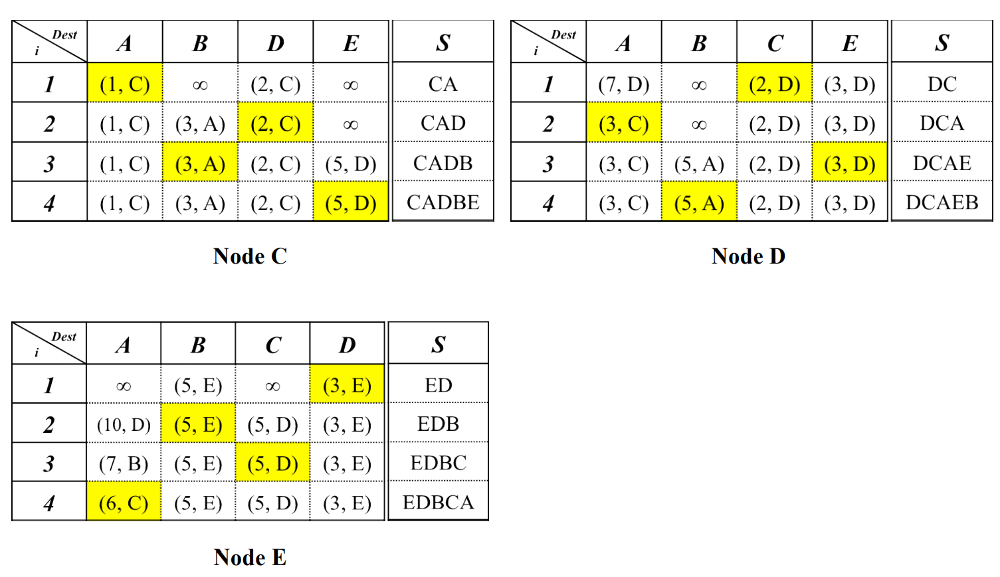 Dest i A B D E S
1 (1, C) ∞ (2, C) ∞ CA
2 (1, C) (3, A) (2, C) ∞ CAD
3 (1, C) (3, A) (2, C) (5, D) CADB
4 (1, C) (3, A) (2, C) (5, D) CADBE
Node C
Dest i A B C E S
1 (7, D) ∞ (2, D) (3, D) DC
2 (3, C) ∞ (2, D) (3, D) DCA
3 (3, C) (5, A) (2, D) (3, D) DCAE
4 (3, C) (5, A) (2, D) (3, D) DCAEB
Node D
Dest i A B C D S
1 ∞ (5, E) ∞ (3, E) ED
2 (10, D) (5, E) (5, D) (3, E) EDB
3 (7, B) (5, E) (5, D) (3, E) EDBC
4 (6, C) (5, E) (5, D) (3, E) EDBCA
Node E